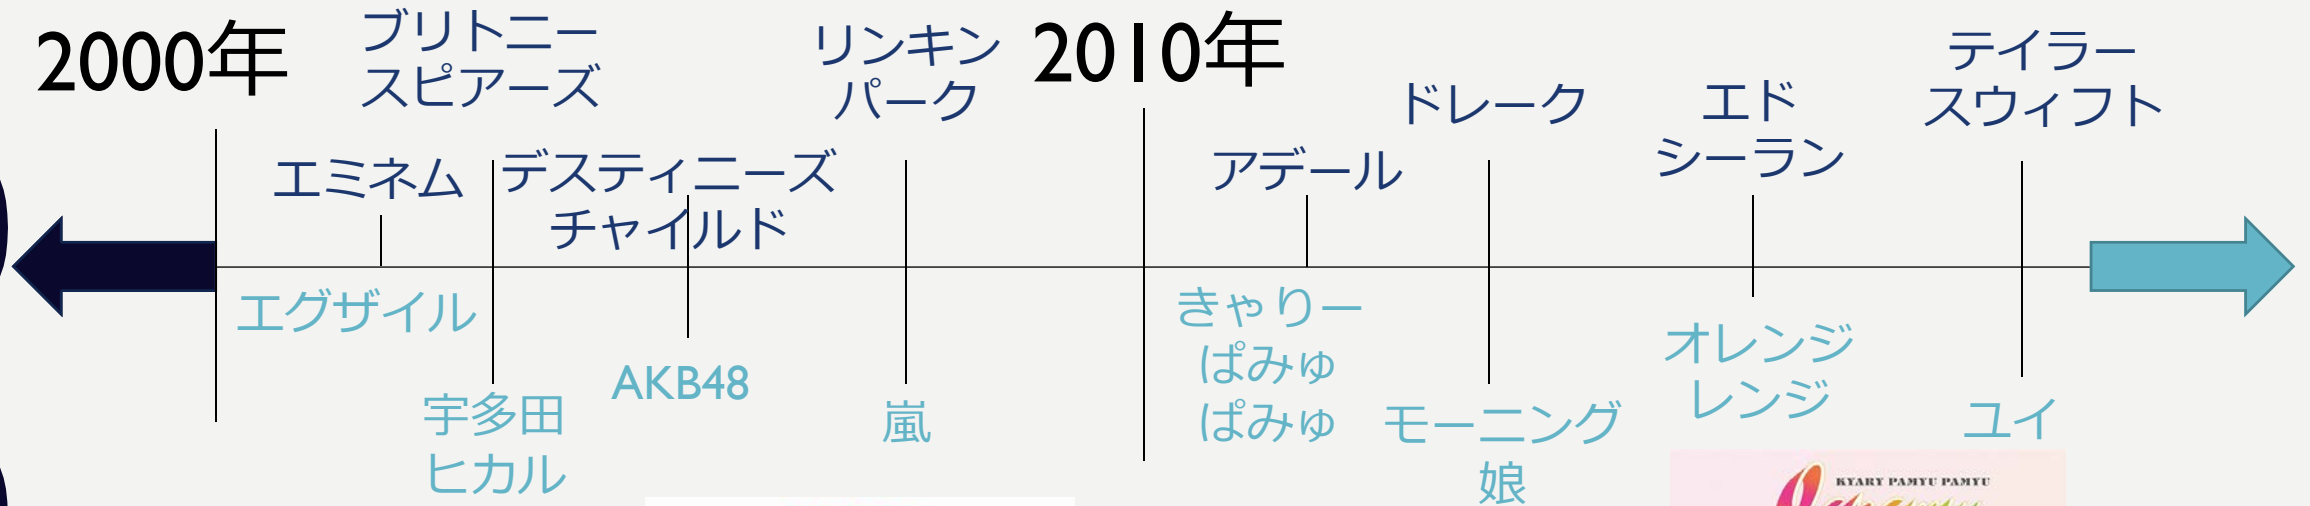 2000年
ブリトニー
スピアーズ
リンキン
パーク
2010年
テイラー
スウィフト
ドレーク
エド
シーラン
エミネム
デスティニーズ
チャイルド
アデール
エグザイル
きゃりー
ぱみゅ
ぱみゅ
オレンジ
レンジ
AKB48
宇多田
ヒカル
嵐
モーニング
娘
ユイ
KYARY PAMYU PAMYU